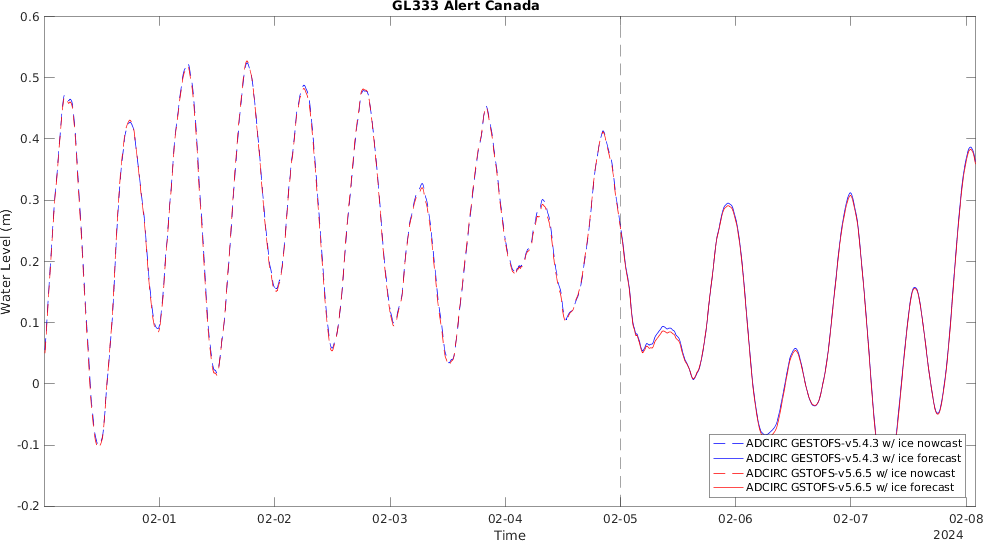 GL333 Alert Canada
0.6
0.5
0.4
0.3
0.2
0.1
0
-0.1
-0.2
Water Level (m)
02-01 02-02 02-03 02-04 02-05 02-06 02-07 02-08
Time
2024
ADCIRC GESTOFS-v5.4.3 w/ ice nowcast
ADCIRC GESTOFS-v5.4.3 w/ ice forecast
ADCIRC GSTOFS-v5.6.5 w/ ice nowcast
ADCIRC GSTOFS-v5.6.5 w/ ice forecast